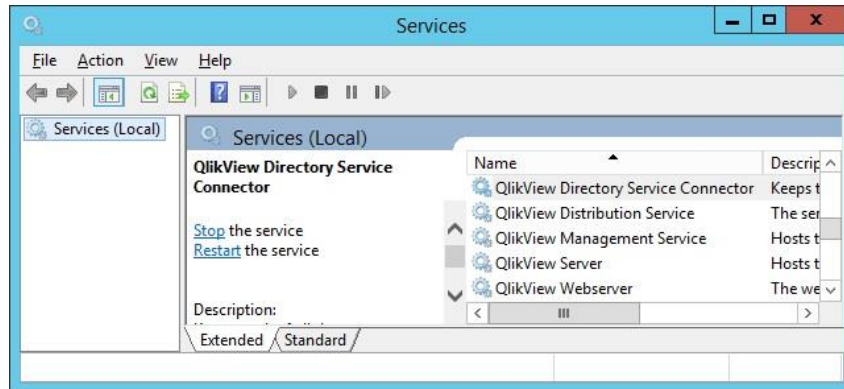 Services
File Action View Help
Services (Local)
Services (Local)
QlikView Directory Service
Connector
Stop the service
Restart the service
Description:
Name Descrip
QlikView Directory Service Connector Keeps t
QlikView Distribution Service The ser
QlikView Management Service Hosts t
QlikView Server Hosts t
QlikView Webserver The we
Extended Standard